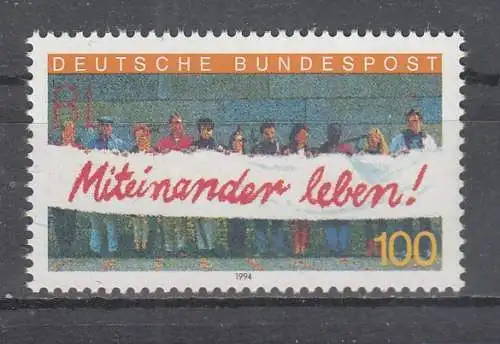 DEUTSCHE BUNDESPOST
Miteinander leben!
100
1994